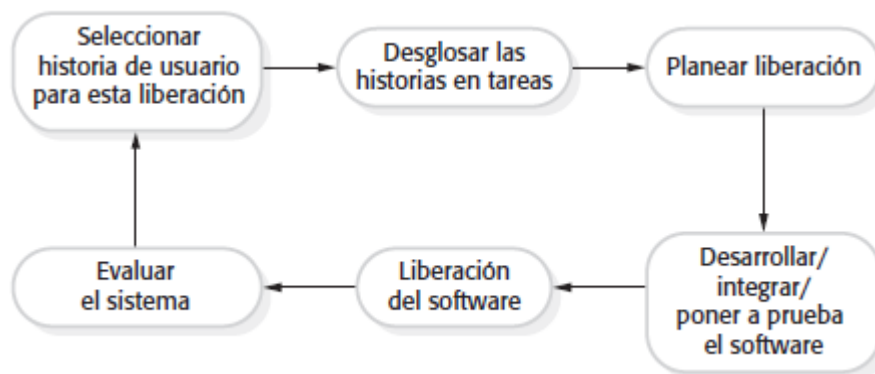 Seleccionar
historia de usuario
para esta liberación
Desglosar las
historias en tareas
Planear liberación
Desarrollar/
integrar/
poner a prueba
el software
Liberación
del software
Evaluar
el sistema